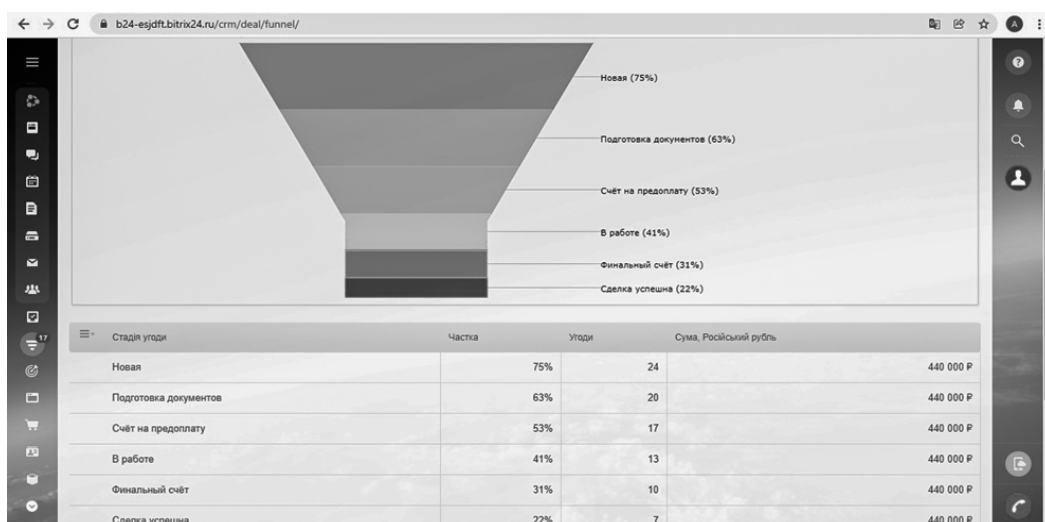 b24-esjdft.bitrix24.ru/crm/deal/funnel/
A
Новая (75%)
Подготовка документов (63%)
Счёт на предоплату (53%)
В работе (41%)
Финальный счёт (31%)
Сделка успешна (22%)
17
Стадія угоди Частка Угоди Сума, Російський рубль
Новая 75% 24 440 000 ₽
Подготовка документов 63% 20 440 000 ₽
Счёт на предоплату 53% 17 440 000 ₽
В работе 41% 13 440 000 ₽
Финальный счёт 31% 10 440 000 ₽
Сделка успешна 22% 7 440 000 ₽